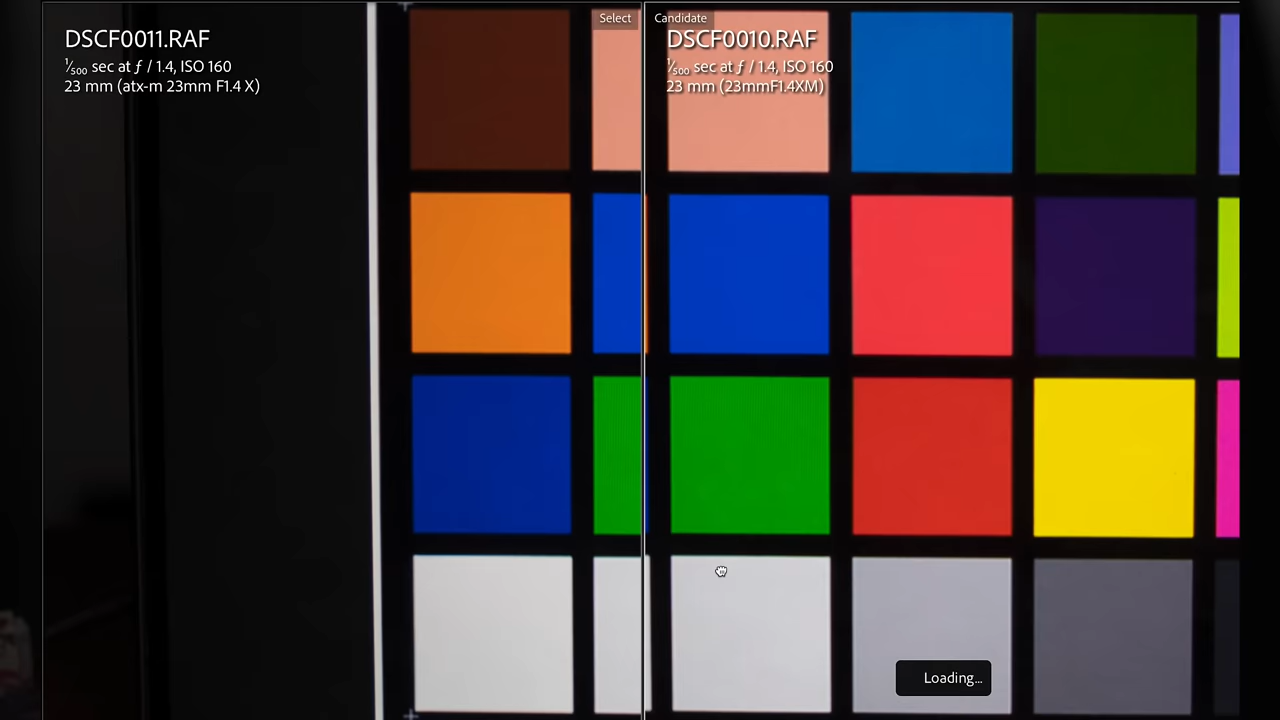 Select
Candidate
DSCF0011.RAF
1/500 sec at ƒ / 1.4, ISO 160
23 mm (atx-m 23mm F1.4 X)
DSCF0010.RAF
1/500 sec at ƒ / 1.4, ISO 160
23 mm (23mmF1.4XM)
Loading...